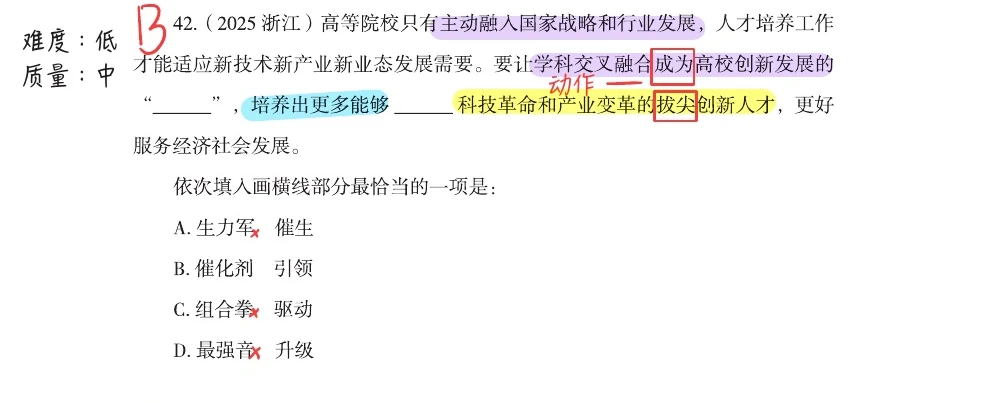 难度：低
质量：中
B
42.（2025 浙江）高等院校只有主动融入国家战略和行业发展，人才培养工作
才能适应新技术新产业新业态发展需要。要让学科交叉融合成为高校创新发展的
动作
“______”，培养出更多能够______科技革命和产业变革的拔尖创新人才，更好
服务经济社会发展。
依次填入画横线部分最恰当的一项是：
A. 生力军× 催生
B. 催化剂 引领
C. 组合拳× 驱动
D. 最强音× 升级